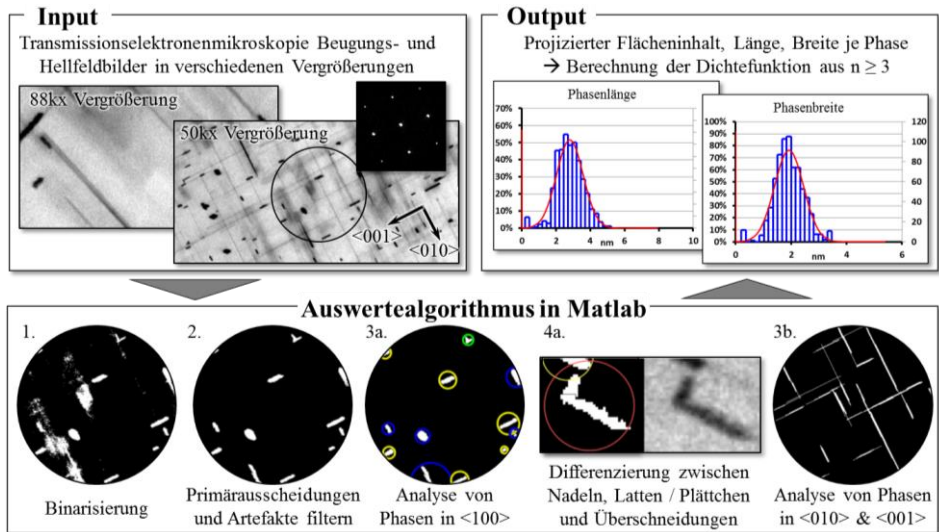 Input
Transmissionselektronenmikroskopie Beugungs- und
Hellfeldbilder in verschiedenen Vergrößerungen
88kx Vergrößerung
50kx Vergrößerung
<001>
<010>
Output
Projizierter Flächeninhalt, Länge, Breite je Phase
→ Berechnung der Dichtefunktion aus n ≥ 3
Phasenlänge
70%
60%
50%
40%
30%
20%
10%
0%
0 2 4 6 8 10
nm
Phasenbreite
100%
90%
80%
70%
60%
50%
40%
30%
20%
10%
0%
120
100
80
60
40
20
0
0 2 4 6
nm
Auswertealgorithmus in Matlab
1.
Binarisierung
2.
Primärausscheidungen
und Artefakte filtern
3a.
Analyse von
Phasen in <100>
4a.
Differenzierung zwischen
Nadeln, Latten / Plättchen
und Überschneidungen
3b.
Analyse von Phasen
in <010> & <001>